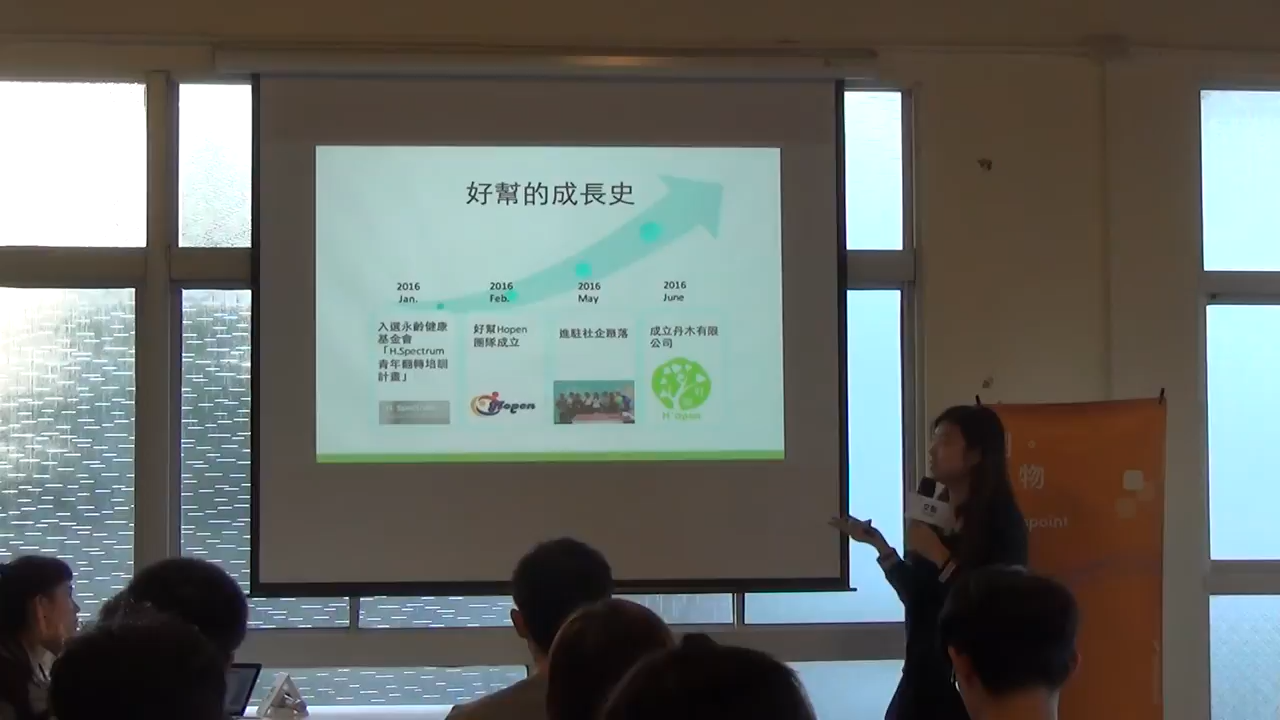 好幫的成長史
2016
Jan.
2016
Feb.
2016
May
2016
June
入選永齡健康
基金會
「H.Spectrum
青年翻轉培訓
計畫」
好幫Hopen
團隊成立
進駐社企聚落
成立丹木有限
公司
Hopen
物
point